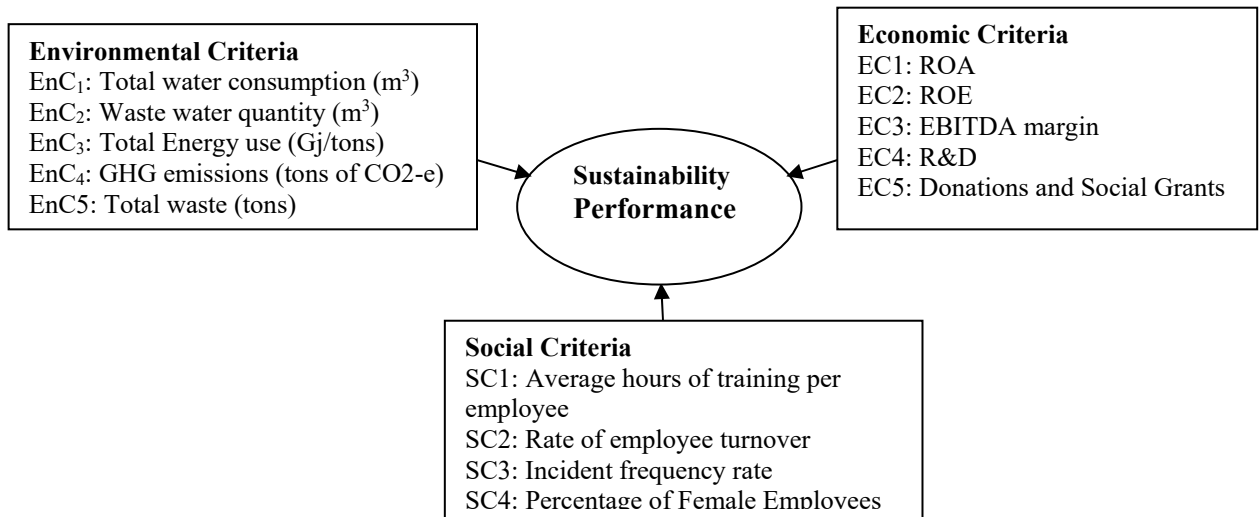 Environmental Criteria
EnC₁: Total water consumption (m³)
EnC₂: Waste water quantity (m³)
EnC₃: Total Energy use (Gj/tons)
EnC₄: GHG emissions (tons of CO2-e)
EnC5: Total waste (tons)
Economic Criteria
EC1: ROA
EC2: ROE
EC3: EBITDA margin
EC4: R&D
EC5: Donations and Social Grants
Sustainability
Performance
Social Criteria
SC1: Average hours of training per
employee
SC2: Rate of employee turnover
SC3: Incident frequency rate
SC4: Percentage of Female Employees